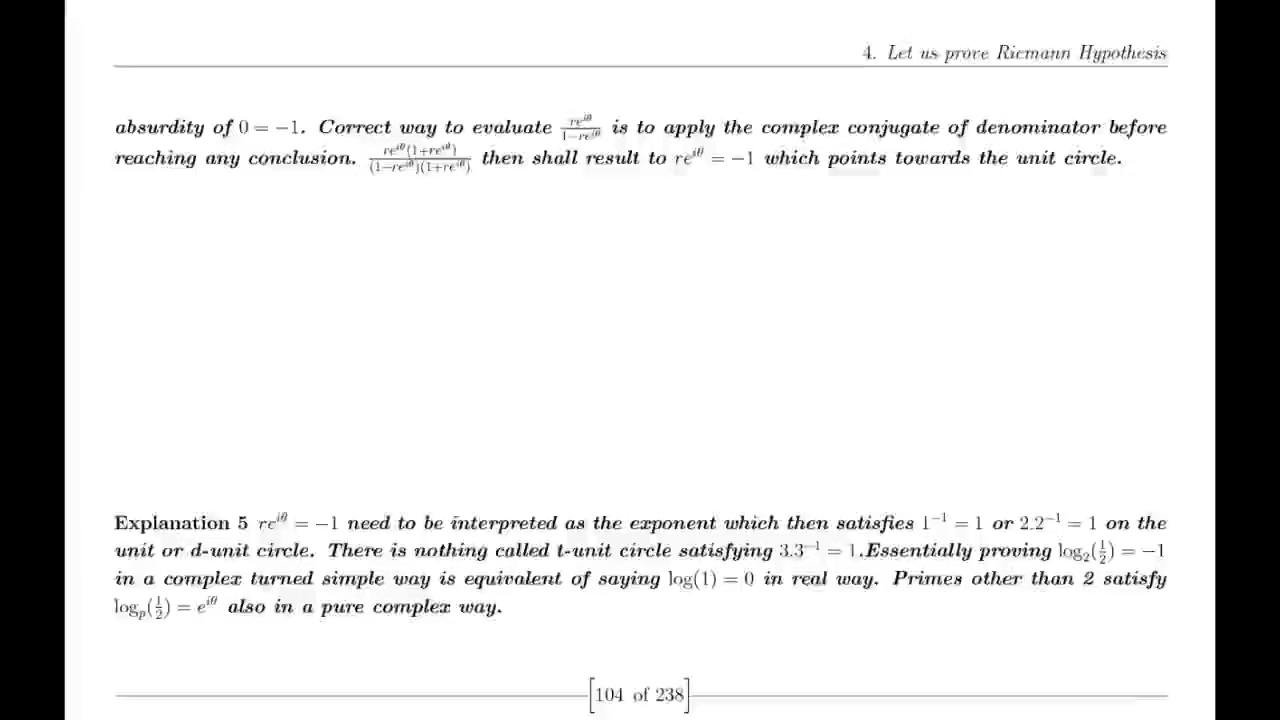 4. Let us prove Riemann Hypothesis
absurdity of 0 = −1. Correct way to evaluate re^{iθ}/(1−re^{iθ}) is to apply the complex conjugate of denominator before
reaching any conclusion. re^{iθ}(1+re^{iθ})/((1−re^{iθ})(1+re^{iθ})) then shall result to re^{iθ} = −1 which points towards the unit circle.
Explanation 5 re^{iθ} = −1 need to be interpreted as the exponent which then satisfies 1^{−1} = 1 or 2.2^{−1} = 1 on the
unit or d-unit circle. There is nothing called t-unit circle satisfying 3.3^{−1} = 1.Essentially proving log_2(1/2) = −1
in a complex turned simple way is equivalent of saying log(1) = 0 in real way. Primes other than 2 satisfy
log_p(1/2) = e^{iθ} also in a pure complex way.
[104 of 238]